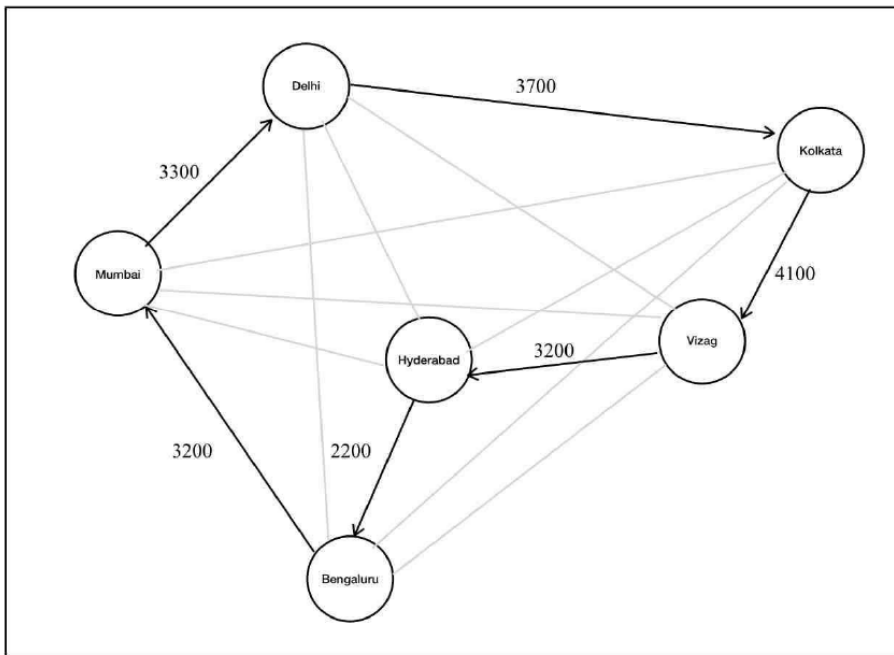 Delhi
3700
Kolkata
3300
Mumbai
4100
Vizag
3200
Hyderabad
3200
2200
Bengaluru